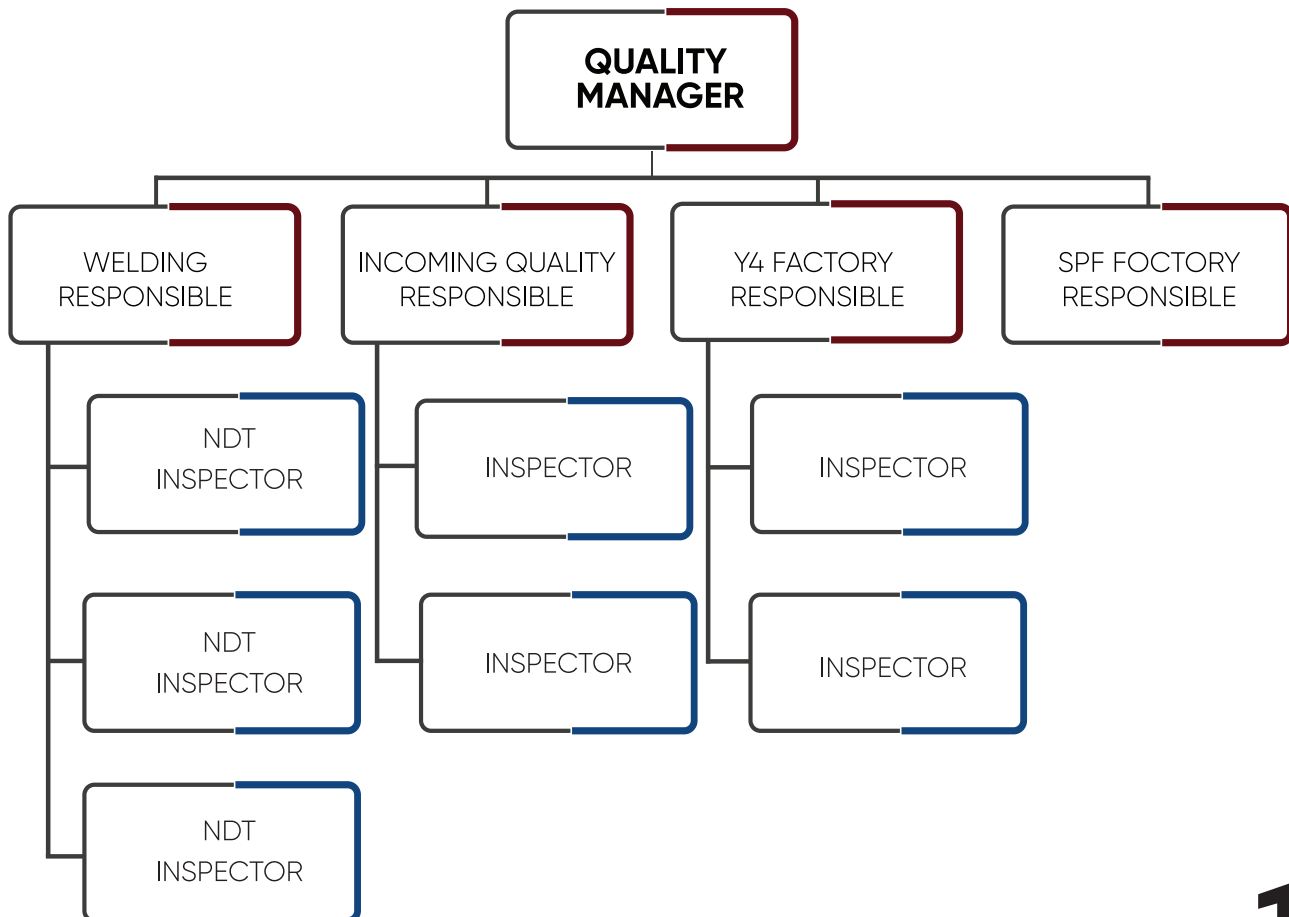 QUALITY
MANAGER
WELDING
RESPONSIBLE
INCOMING QUALITY
RESPONSIBLE
Y4 FACTORY
RESPONSIBLE
SPF FOCTORY
RESPONSIBLE
NDT
INSPECTOR
INSPECTOR
INSPECTOR
NDT
INSPECTOR
INSPECTOR
INSPECTOR
NDT
INSPECTOR